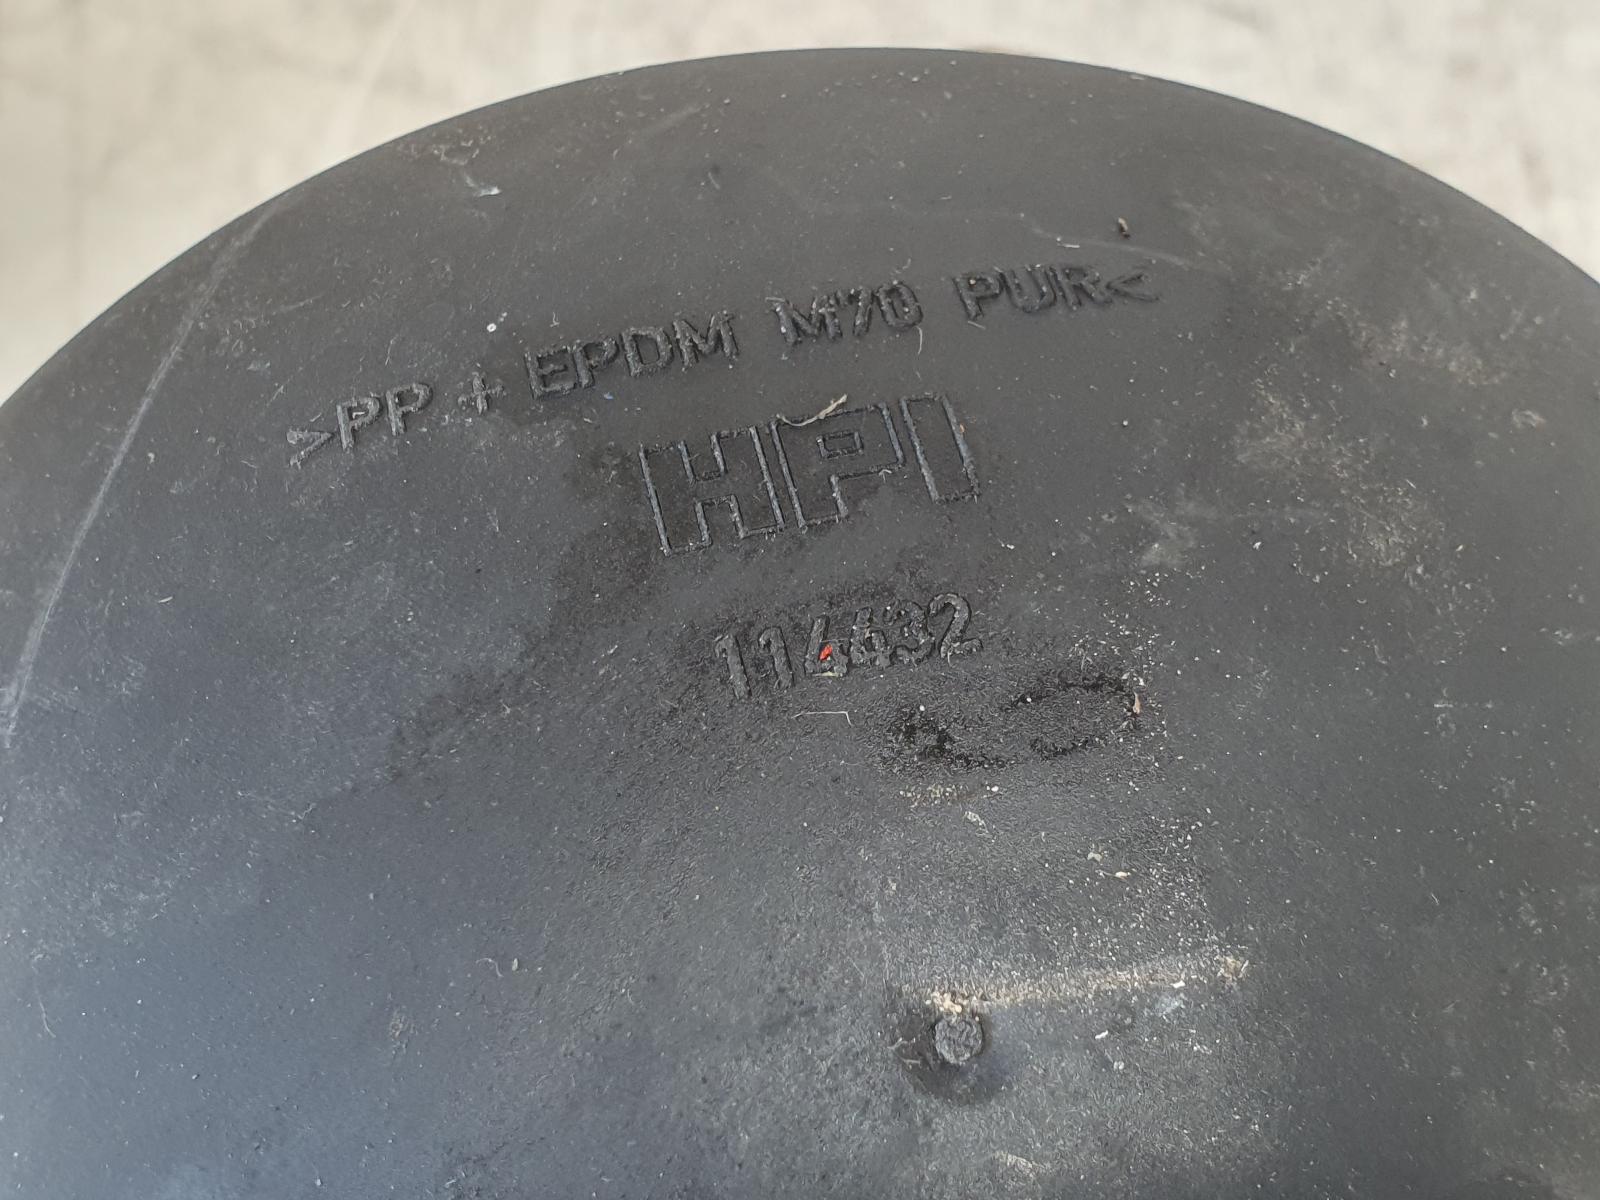 >PP + EPDM M70 PUR<
HPI
114432